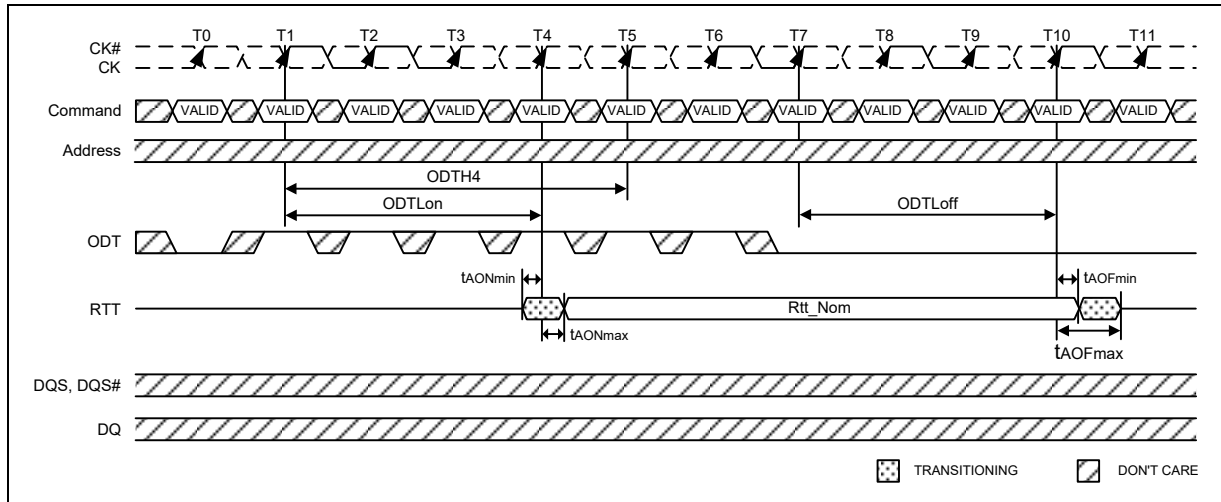 T0 T1 T2 T3 T4 T5 T6 T7 T8 T9 T10 T11
CK#
CK
Command VALID VALID VALID VALID VALID VALID VALID VALID VALID VALID VALID VALID
Address
ODTH4
ODTLon ODTLoff
ODT
tAONmin tAOFmin
RTT Rtt_Nom
tAONmax
tAOFmax
DQS, DQS#
DQ
TRANSITIONING DON'T CARE